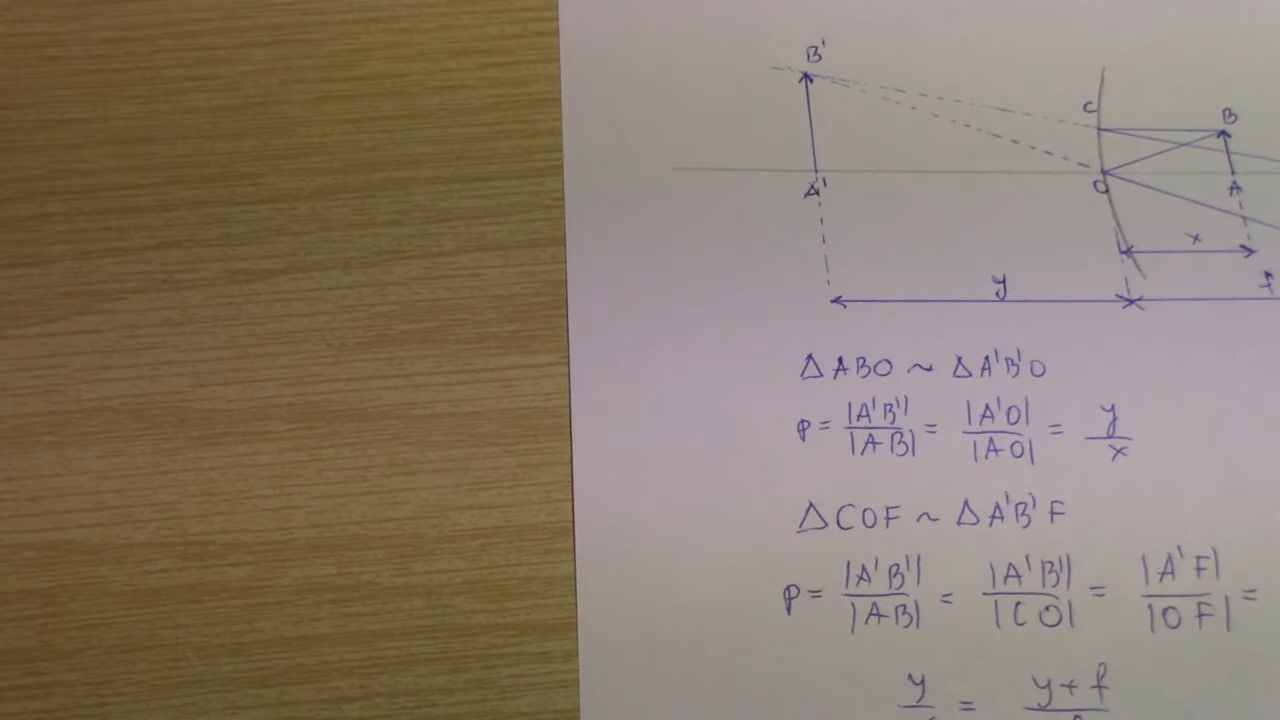 B'
C B
A' O A
x
y f
Δ ABO ~ Δ A'B'O
p = |A'B'| / |AB| = |A'O| / |AO| = y / x
Δ COF ~ Δ A'B'F
p = |A'B'| / |AB| = |A'B'| / |CO| = |A'F| / |OF| =
y = y + f